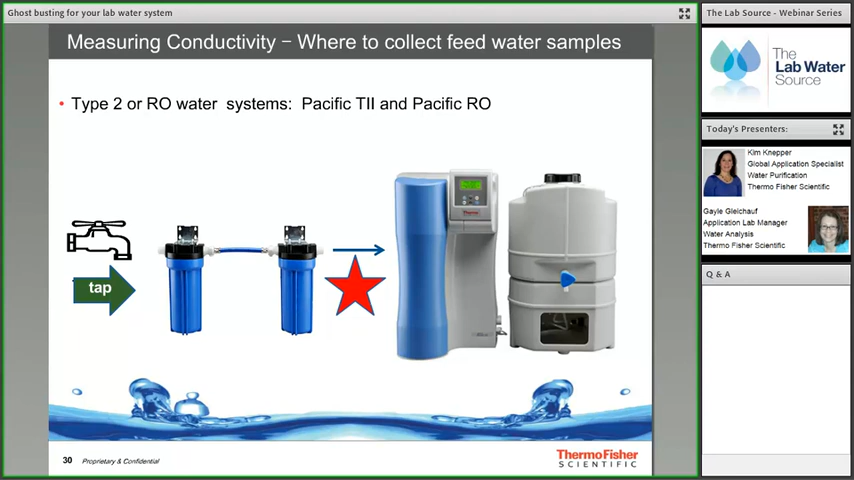 Ghost busting for your lab water system
Measuring Conductivity – Where to collect feed water samples
• Type 2 or RO water systems: Pacific TII and Pacific RO
tap
Thermo
30 Proprietary & Confidential
ThermoFisher
SCIENTIFIC
The Lab Source - Webinar Series
The
Lab Water
Source
Today's Presenters:
Kim Knepper
Global Application Specialist
Water Purification
Thermo Fisher Scientific
Gayle Gleichauf
Application Lab Manager
Water Analysis
Thermo Fisher Scientific
Q & A